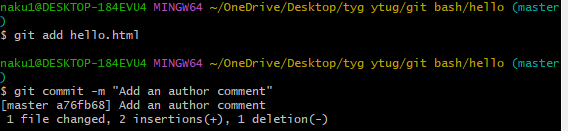 naku1@DESKTOP-184EVU4 MINGW64 ~/OneDrive/Desktop/tyg ytug/git bash/hello (master
)
$ git add hello.html
naku1@DESKTOP-184EVU4 MINGW64 ~/OneDrive/Desktop/tyg ytug/git bash/hello (master
)
$ git commit -m "Add an author comment"
[master a76fb68] Add an author comment
1 file changed, 2 insertions(+), 1 deletion(-)